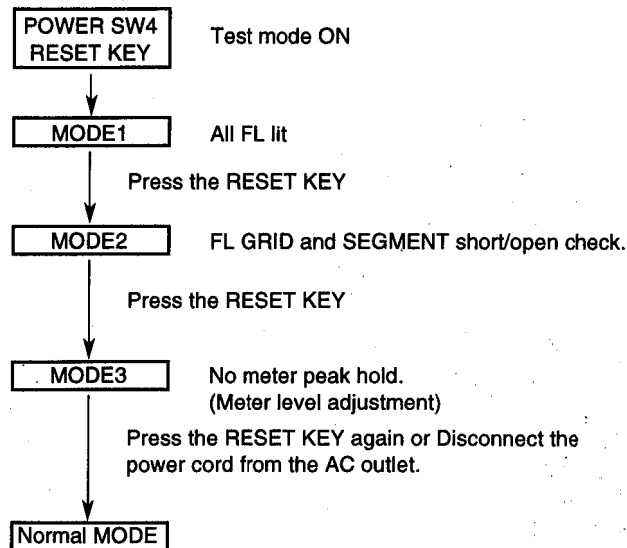 POWER SW4
RESET KEY
Test mode ON
MODE1
All FL lit
Press the RESET KEY
MODE2
FL GRID and SEGMENT short/open check.
Press the RESET KEY
MODE3
No meter peak hold.
(Meter level adjustment)
Press the RESET KEY again or Disconnect the
power cord from the AC outlet.
Normal MODE